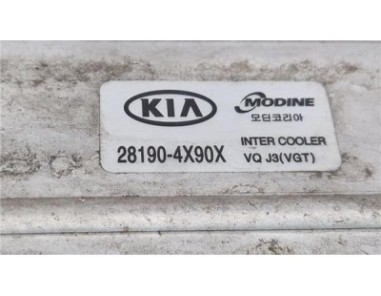 KIA
MODINE
모딘코리아
28190-4X90X
INTER COOLER
VQ J3(VGT)